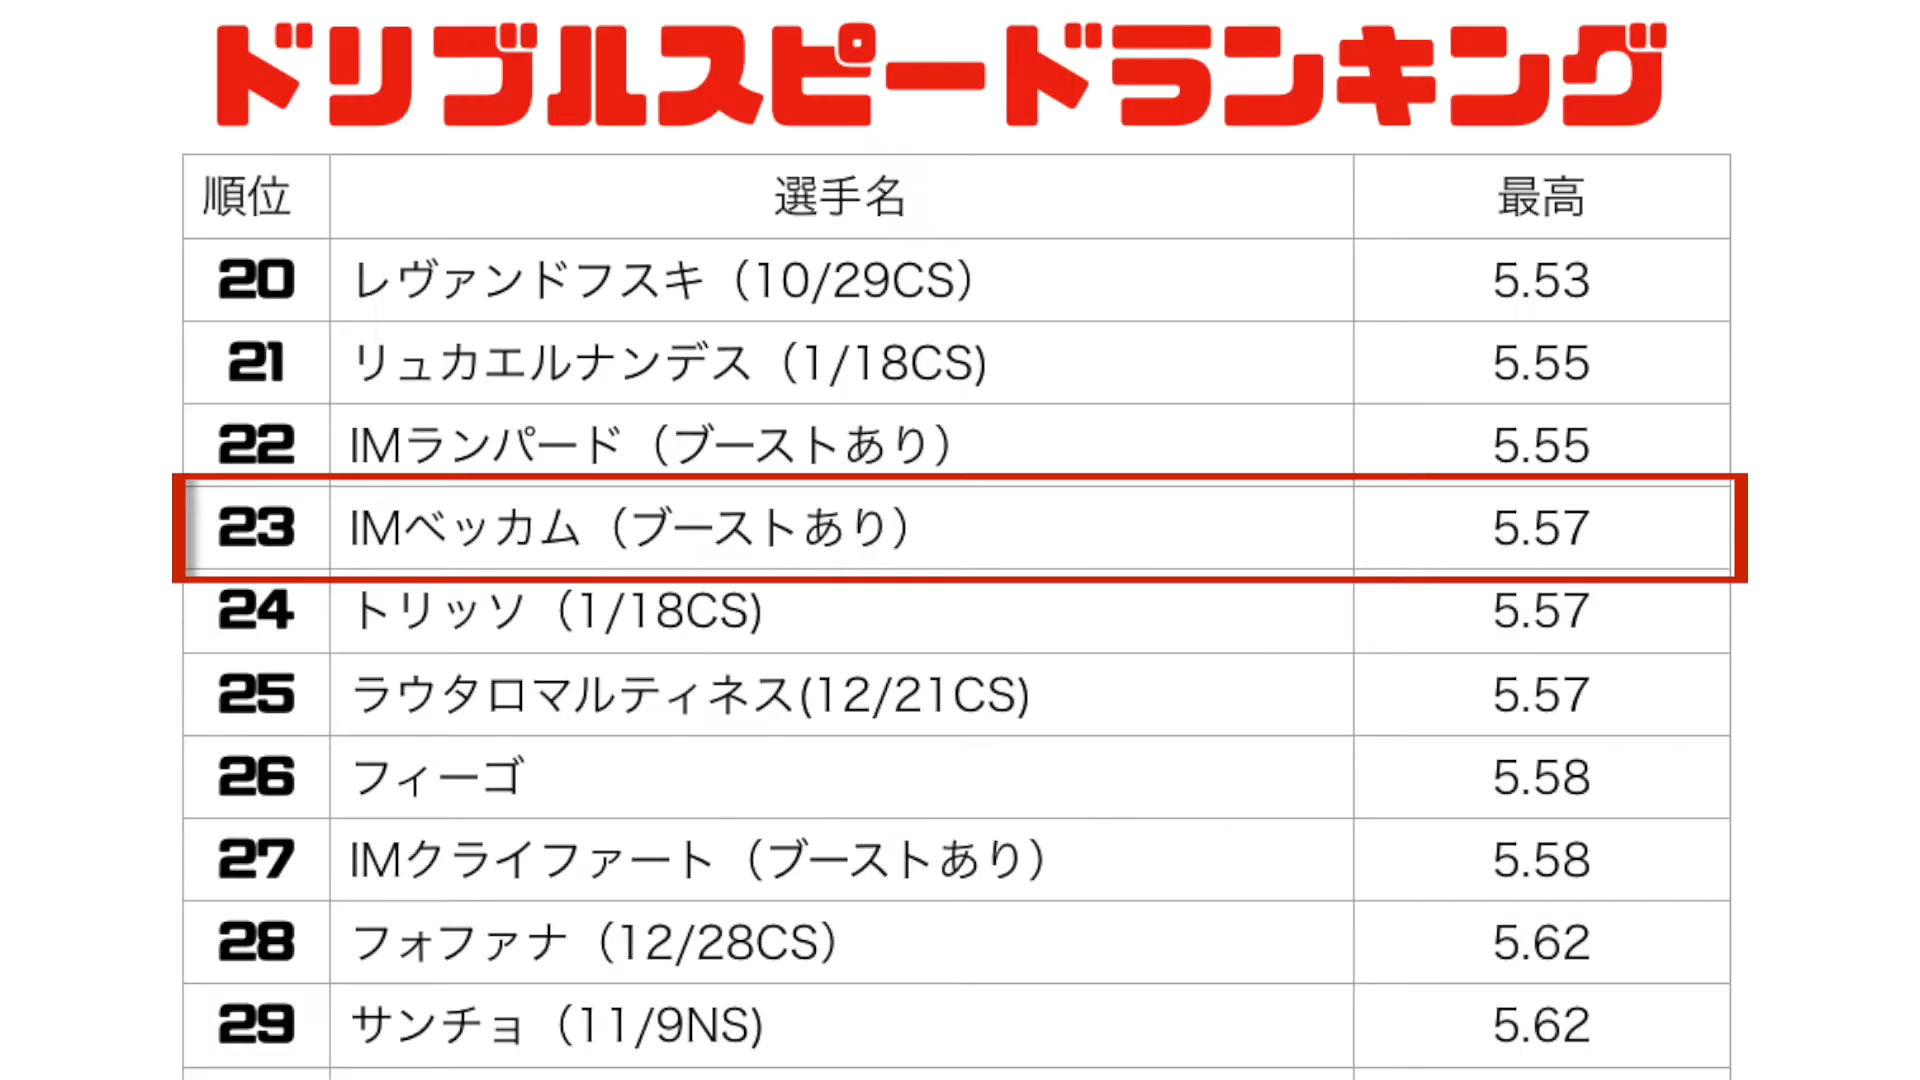 ドリブルスピードランキング
順位 選手名 最高
20 レヴァンドフスキ（10/29CS） 5.53
21 リュカエルナンデス（1/18CS) 5.55
22 IMランパード（ブーストあり） 5.55
23 IMベッカム（ブーストあり） 5.57
24 トリッソ（1/18CS) 5.57
25 ラウタロマルティネス(12/21CS) 5.57
26 フィーゴ 5.58
27 IMクライファート（ブーストあり） 5.58
28 フォファナ（12/28CS） 5.62
29 サンチョ（11/9NS) 5.62